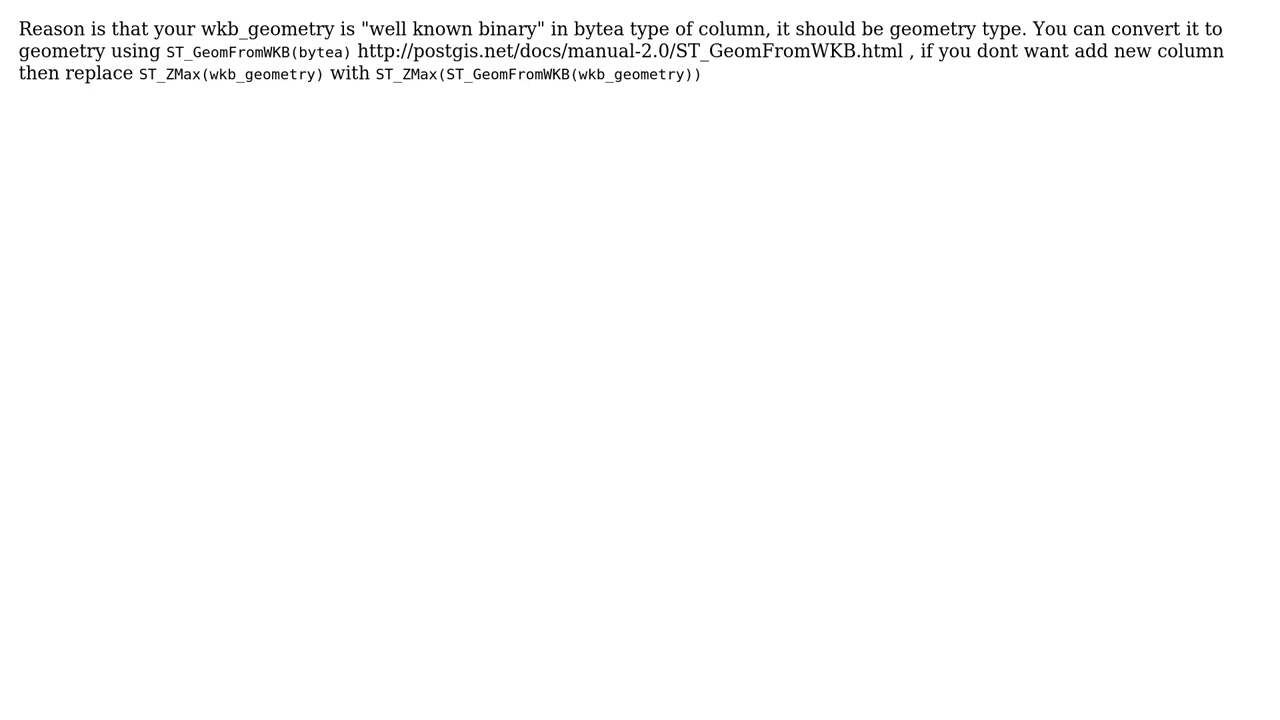 Reason is that your wkb_geometry is "well known binary" in bytea type of column, it should be geometry type. You can convert it to
geometry using ST_GeomFromWKB(bytea) http://postgis.net/docs/manual-2.0/ST_GeomFromWKB.html , if you dont want add new column
then replace ST_ZMax(wkb_geometry) with ST_ZMax(ST_GeomFromWKB(wkb_geometry))